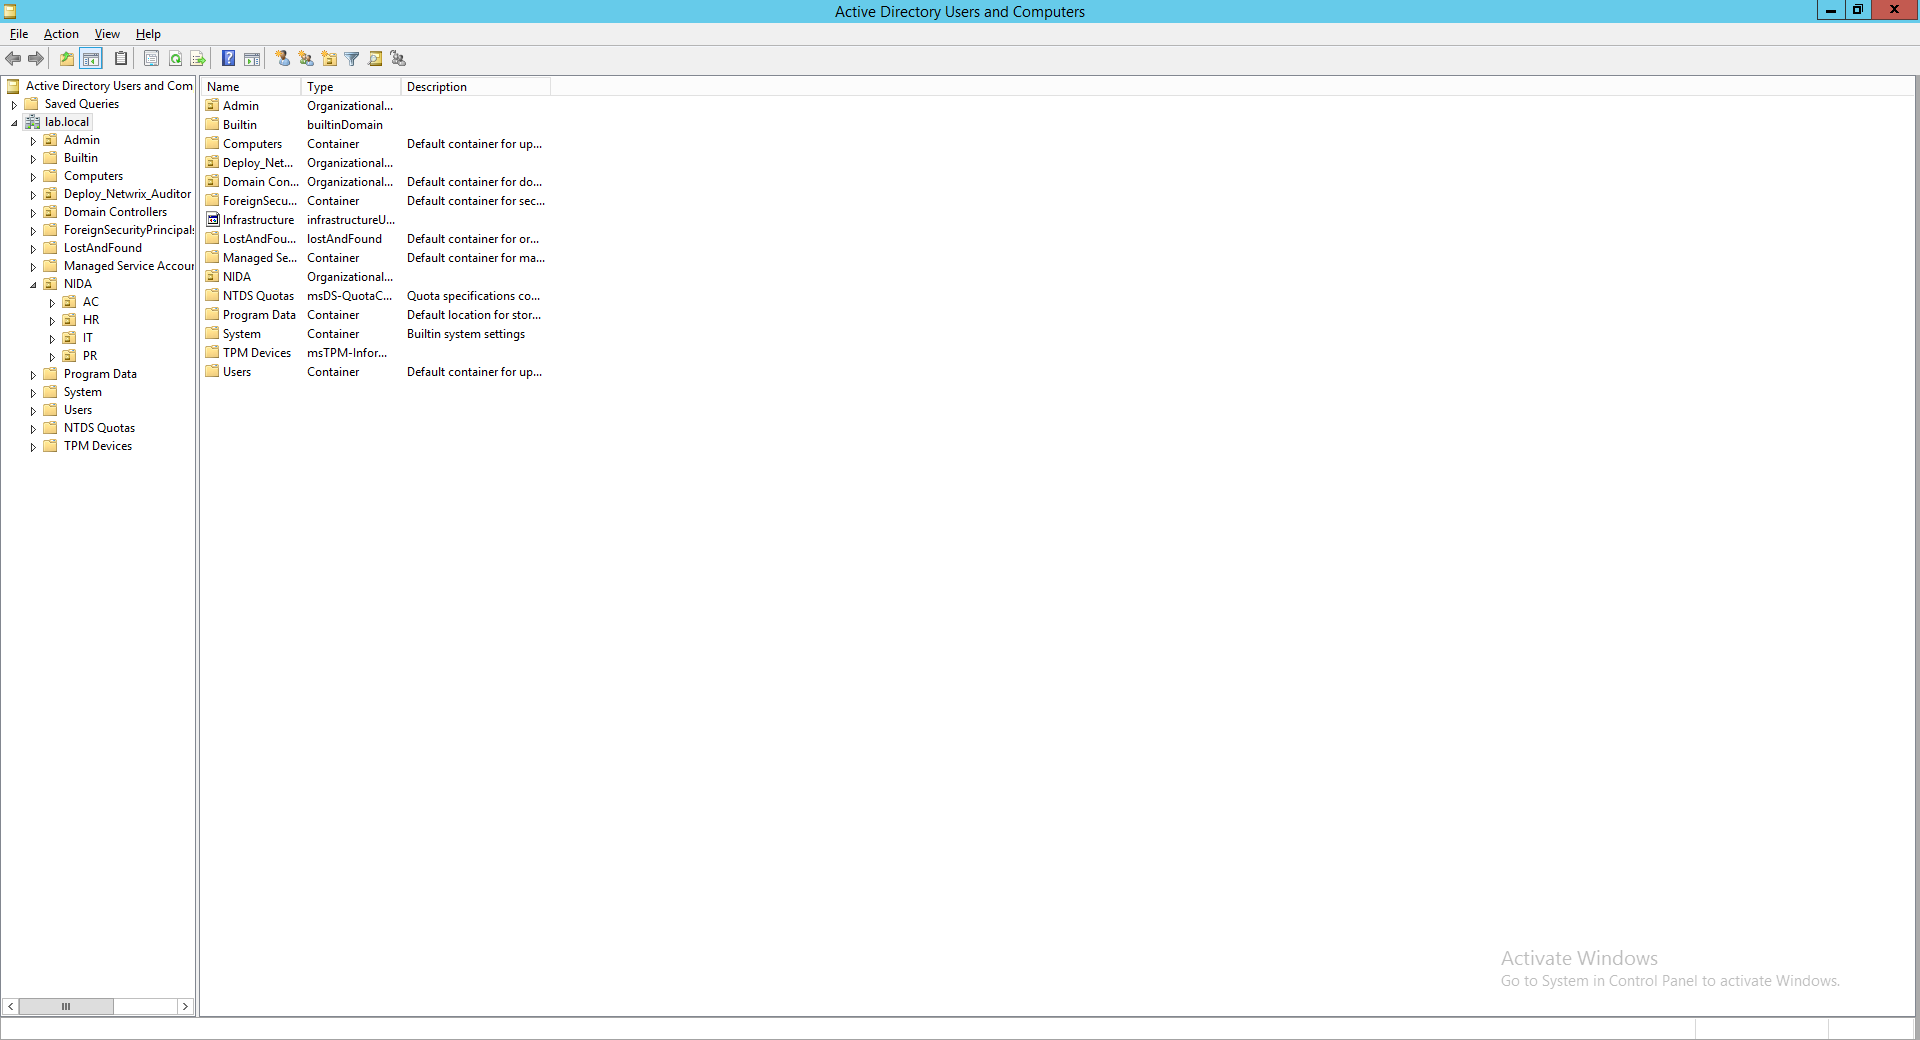 Active Directory Users and Computers
File Action View Help
Active Directory Users and Com
Saved Queries
lab.local
Admin
Builtin
Computers
Deploy_Netwrix_Auditor
Domain Controllers
ForeignSecurityPrincipals
LostAndFound
Managed Service Accour
NIDA
AC
HR
IT
PR
Program Data
System
Users
NTDS Quotas
TPM Devices
Name Type Description
Admin Organizational...
Builtin builtinDomain
Computers Container Default container for up...
Deploy_Net... Organizational...
Domain Con... Organizational... Default container for do...
ForeignSecu... Container Default container for sec...
Infrastructure infrastructureU...
LostAndFou... lostAndFound Default container for or...
Managed Se... Container Default container for ma...
NIDA Organizational...
NTDS Quotas msDS-QuotaC... Quota specifications co...
Program Data Container Default location for stor...
System Container Builtin system settings
TPM Devices msTPM-Infor...
Users Container Default container for up...
Activate Windows
Go to System in Control Panel to activate Windows.